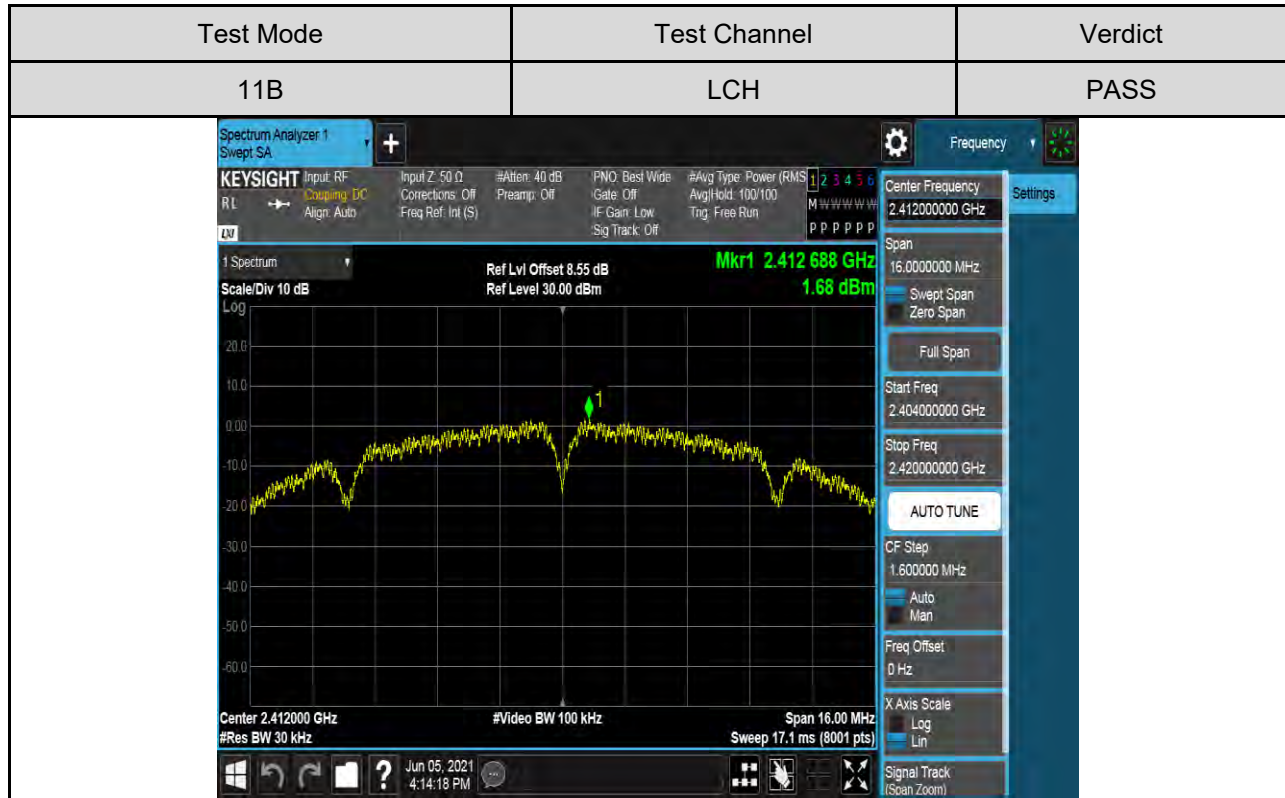 Test Mode Test Channel Verdict
11B LCH PASS
Spectrum Analyzer 1
Swept SA
+
Frequency
KEYSIGHT Input: RF Input Z: 50 Ω #Atten: 40 dB PNO: Best Wide #Avg Type: Power (RMS 1 2 3 4 5 6
RL Coupling: DC Corrections: Off Preamp: Off Gate: Off Avg|Hold: 100/100 M W W W W W
Align: Auto Freq Ref: Int (S) IF Gain: Low Trig: Free Run
Sig Track: Off P P P P P P
LXI
Center Frequency
2.412000000 GHz
Settings
1 Spectrum
Ref Lvl Offset 8.55 dB
Mkr1 2.412 688 GHz
Scale/Div 10 dB
Ref Level 30.00 dBm
1.68 dBm
Log
20.0
10.0
0.00
-10.0
-20.0
-30.0
-40.0
-50.0
-60.0
1
Center 2.412000 GHz #Video BW 100 kHz Span 16.00 MHz
#Res BW 30 kHz Sweep 17.1 ms (8001 pts)
Span
16.0000000 MHz
Swept Span
Zero Span
Full Span
Start Freq
2.404000000 GHz
Stop Freq
2.420000000 GHz
AUTO TUNE
CF Step
1.600000 MHz
Auto
Man
Freq Offset
0 Hz
X Axis Scale
Log
Lin
Signal Track
(Span Zoom)
?
Jun 05, 2021
4:14:18 PM